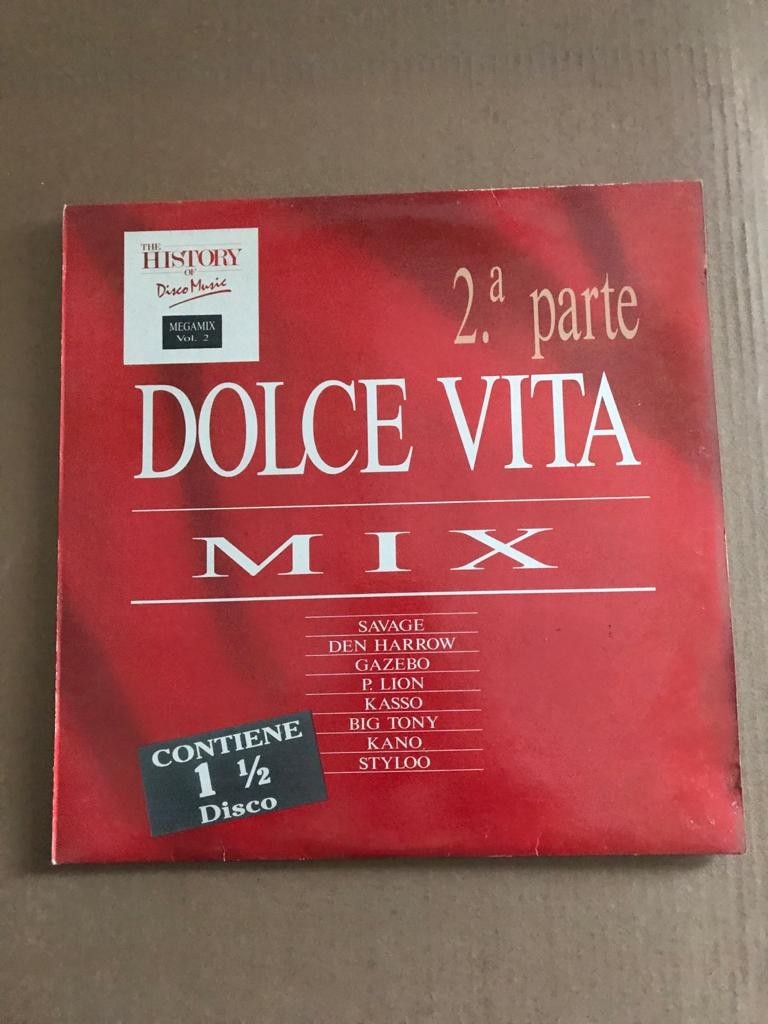 THE
HISTORY
OF
Disco Music
MEGAMIX
Vol. 2
2.ª parte
DOLCE VITA
MIX
SAVAGE
DEN HARROW
GAZEBO
P. LION
KASSO
BIG TONY
KANO
STYLOO
CONTIENE
1 ½
Disco